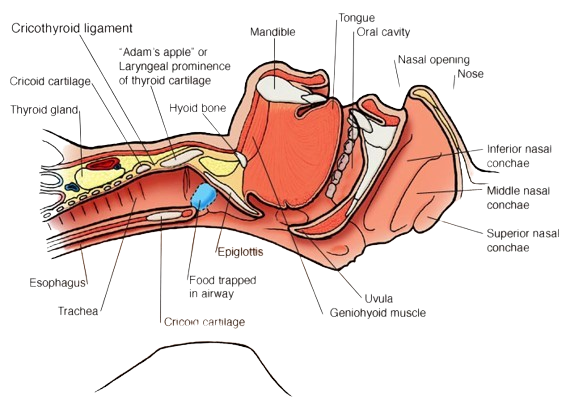 Tongue
Oral cavity
Mandible
Cricothyroid ligament
"Adam's apple" or
Laryngeal prominence
of thyroid cartilage
Nasal opening
Nose
Cricoid cartilage
Thyroid gland
Hyoid bone
Inferior nasal
conchae
Middle nasal
conchae
Superior nasal
conchae
Epiglottis
Esophagus
Food trapped
in airway
Uvula
Trachea
Geniohyoid muscle
Cricoid cartilage